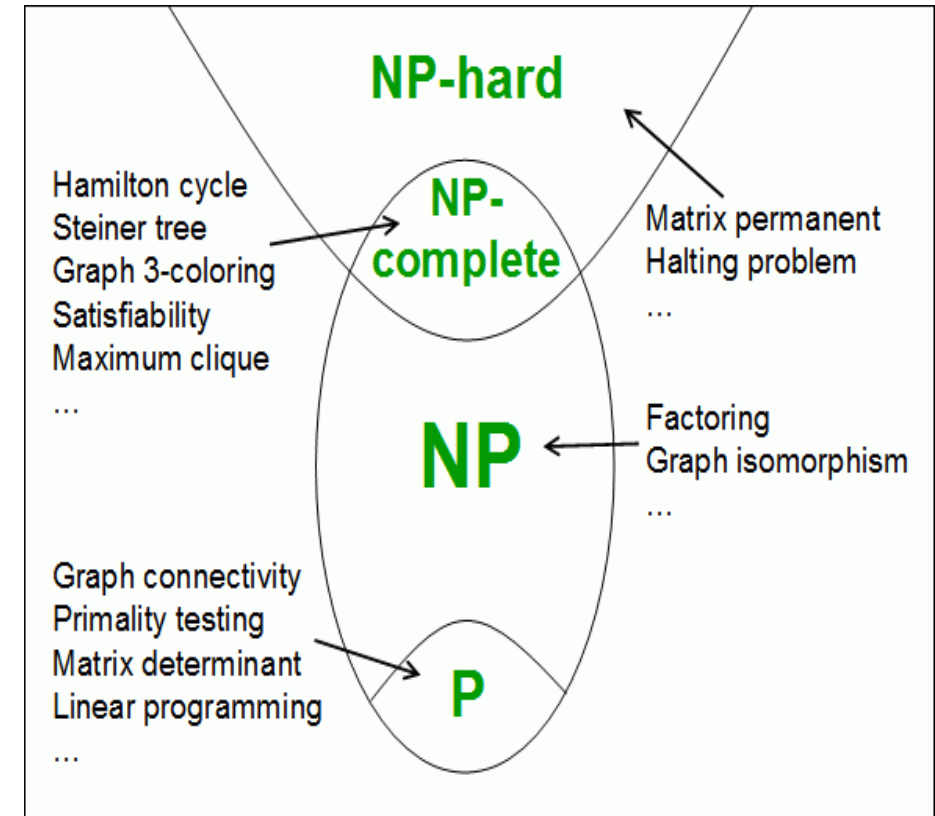 NP-hard
Hamilton cycle
Steiner tree
Graph 3-coloring
Satisfiability
Maximum clique
…
NP-
complete
Matrix permanent
Halting problem
…
NP
Factoring
Graph isomorphism
…
Graph connectivity
Primality testing
Matrix determinant
Linear programming
…
P